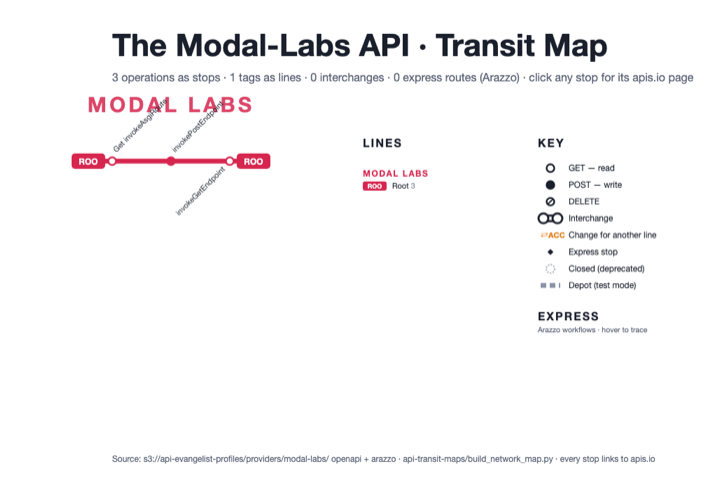 The Modal-Labs API · Transit Map
3 operations as stops · 1 tags as lines · 0 interchanges · 0 express routes (Arazzo) · click any stop for its apis.io page
MODAL LABS
Get invokeAsgi
invokePostEndpoint
ROO
ROO
invokeGetEndpoint
LINES
MODAL LABS
ROO Root 3
KEY
GET — read
POST — write
DELETE
Interchange
⇄ACC Change for another line
Express stop
Closed (deprecated)
Depot (test mode)
EXPRESS
Arazzo workflows · hover to trace
Source: s3://api-evangelist-profiles/providers/modal-labs/ openapi + arazzo · api-transit-maps/build_network_map.py · every stop links to apis.io